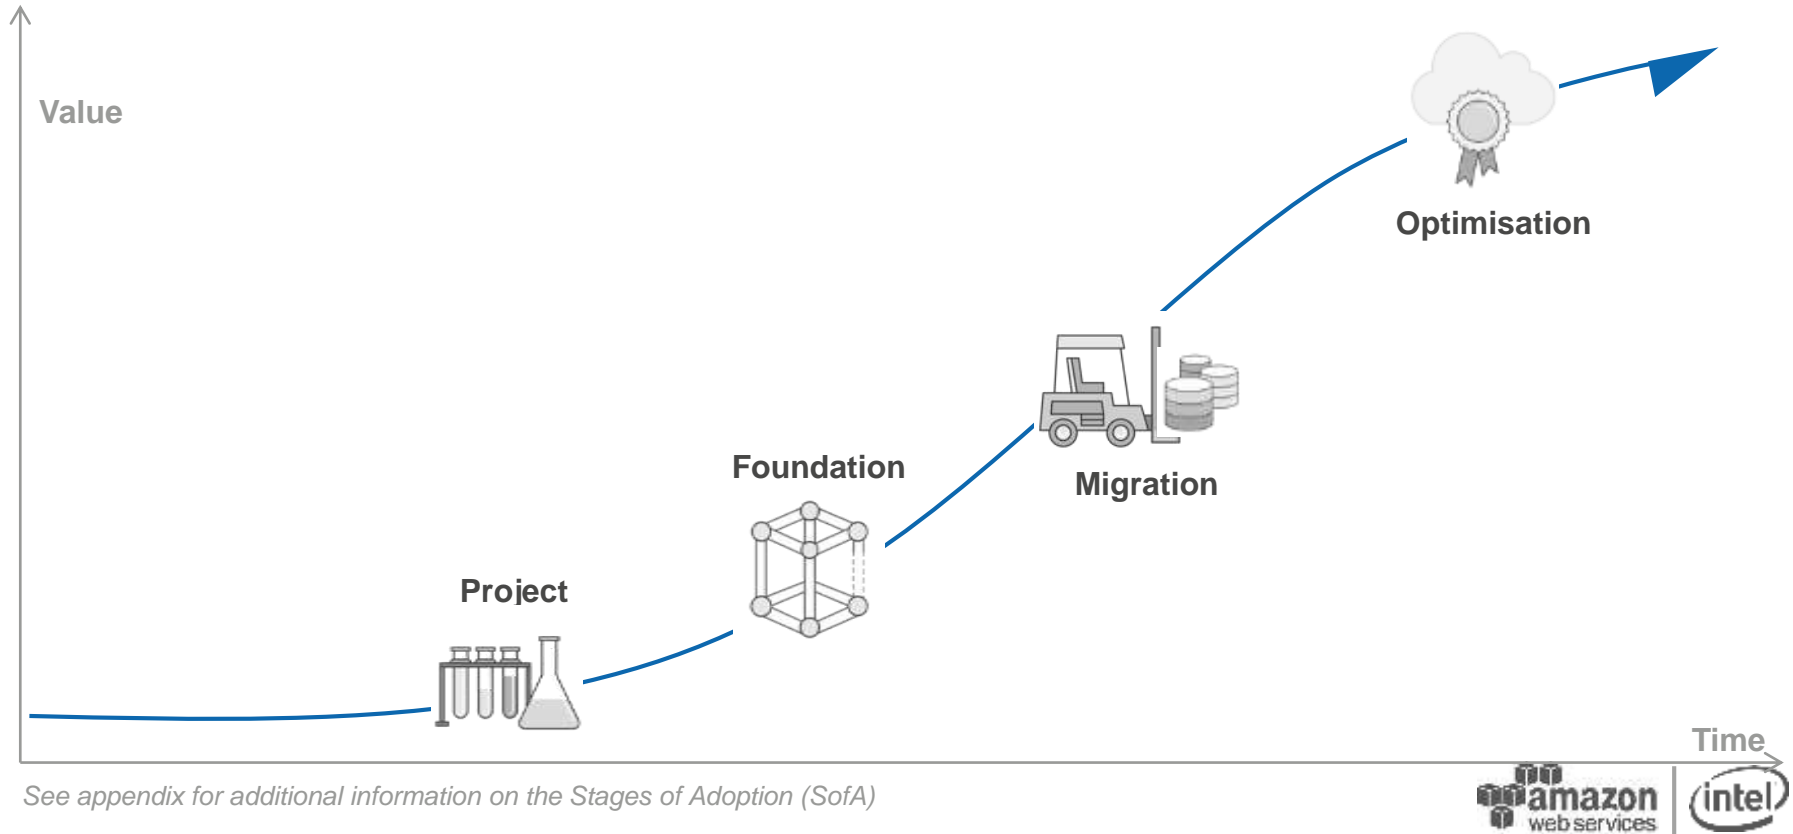 Value
Optimisation
Foundation
Migration
Project
Time
See appendix for additional information on the Stages of Adoption (SofA)
amazon
web services
intel